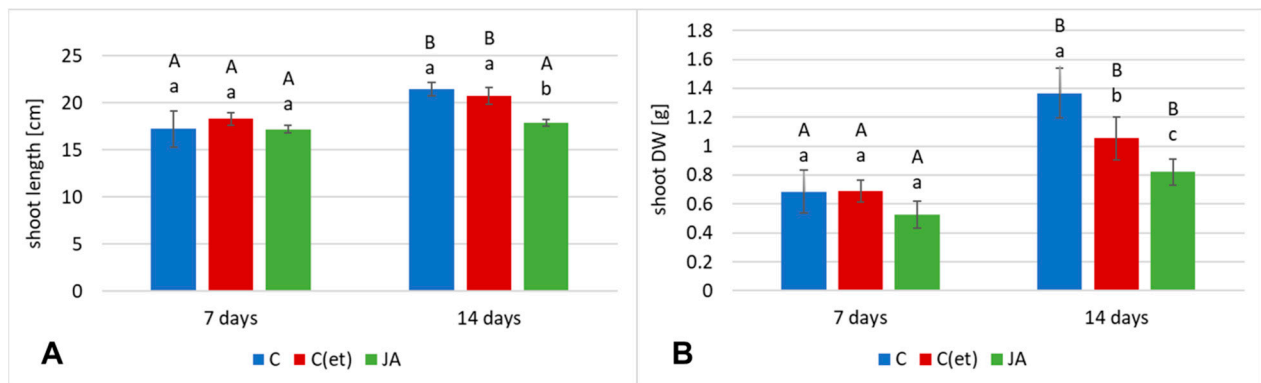 A A A B B A
a a a a a b
25
20
15
10
5
0
shoot length [cm]
7 days 14 days
A
C C(et) JA
B B B
a b c
A A A
a a a
1.8
1.6
1.4
1.2
1
0.8
0.6
0.4
0.2
0
shoot DW [g]
7 days 14 days
B
C C(et) JA